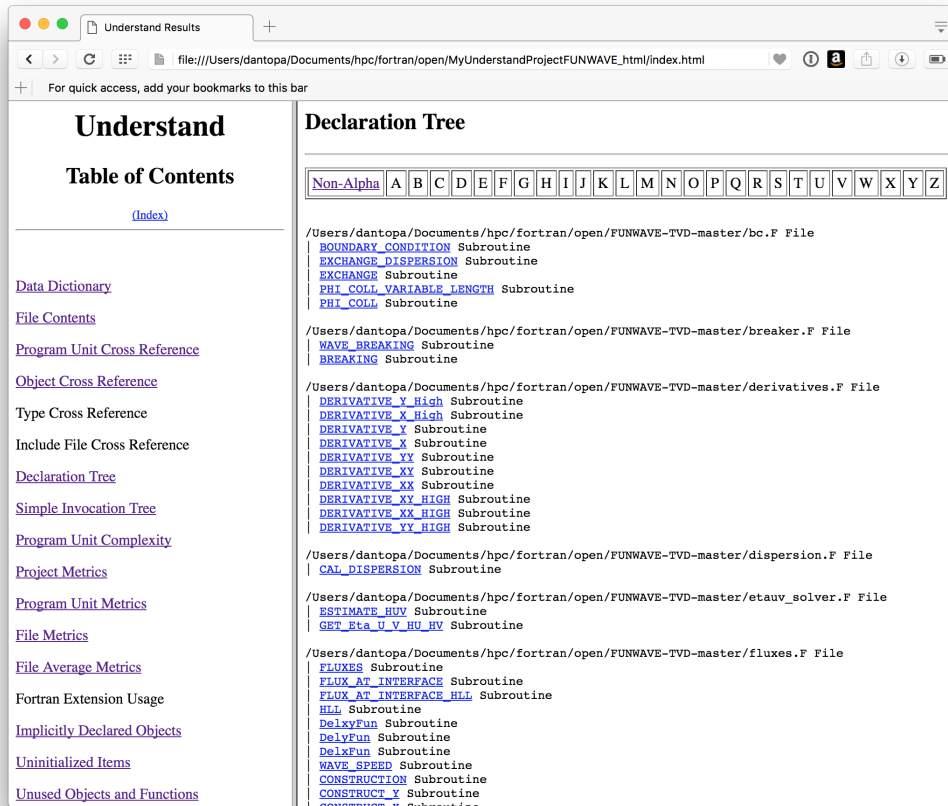 Understand Results
file:///Users/dantopa/Documents/hpc/fortran/open/MyUnderstandProjectFUNWAVE_html/index.html
For quick access, add your bookmarks to this bar
Understand
Table of Contents
(Index)
Data Dictionary
File Contents
Program Unit Cross Reference
Object Cross Reference
Type Cross Reference
Include File Cross Reference
Declaration Tree
Simple Invocation Tree
Program Unit Complexity
Project Metrics
Program Unit Metrics
File Metrics
File Average Metrics
Fortran Extension Usage
Implicitly Declared Objects
Uninitialized Items
Unused Objects and Functions
Declaration Tree
Non-Alpha A B C D E F G H I J K L M N O P Q R S T U V W X Y Z
/Users/dantopa/Documents/hpc/fortran/open/FUNWAVE-TVD-master/bc.F File
| BOUNDARY_CONDITION Subroutine
| EXCHANGE_DISPERSION Subroutine
| EXCHANGE Subroutine
| PHI_COLL_VARIABLE_LENGTH Subroutine
| PHI_COLL Subroutine
/Users/dantopa/Documents/hpc/fortran/open/FUNWAVE-TVD-master/breaker.F File
| WAVE_BREAKING Subroutine
| BREAKING Subroutine
/Users/dantopa/Documents/hpc/fortran/open/FUNWAVE-TVD-master/derivatives.F File
| DERIVATIVE_Y_High Subroutine
| DERIVATIVE_X_High Subroutine
| DERIVATIVE_Y Subroutine
| DERIVATIVE_X Subroutine
| DERIVATIVE_YY Subroutine
| DERIVATIVE_XY Subroutine
| DERIVATIVE_XX Subroutine
| DERIVATIVE_XY_HIGH Subroutine
| DERIVATIVE_XX_HIGH Subroutine
| DERIVATIVE_YY_HIGH Subroutine
/Users/dantopa/Documents/hpc/fortran/open/FUNWAVE-TVD-master/dispersion.F File
| CAL_DISPERSION Subroutine
/Users/dantopa/Documents/hpc/fortran/open/FUNWAVE-TVD-master/etauv_solver.F File
| ESTIMATE_HUV Subroutine
| GET_Eta_U_V_HU_HV Subroutine
/Users/dantopa/Documents/hpc/fortran/open/FUNWAVE-TVD-master/fluxes.F File
| FLUXES Subroutine
| FLUX_AT_INTERFACE Subroutine
| FLUX_AT_INTERFACE_HLL Subroutine
| HLL Subroutine
| DelxyFun Subroutine
| DelyFun Subroutine
| DelxFun Subroutine
| WAVE_SPEED Subroutine
| CONSTRUCTION Subroutine
| CONSTRUCT_Y Subroutine